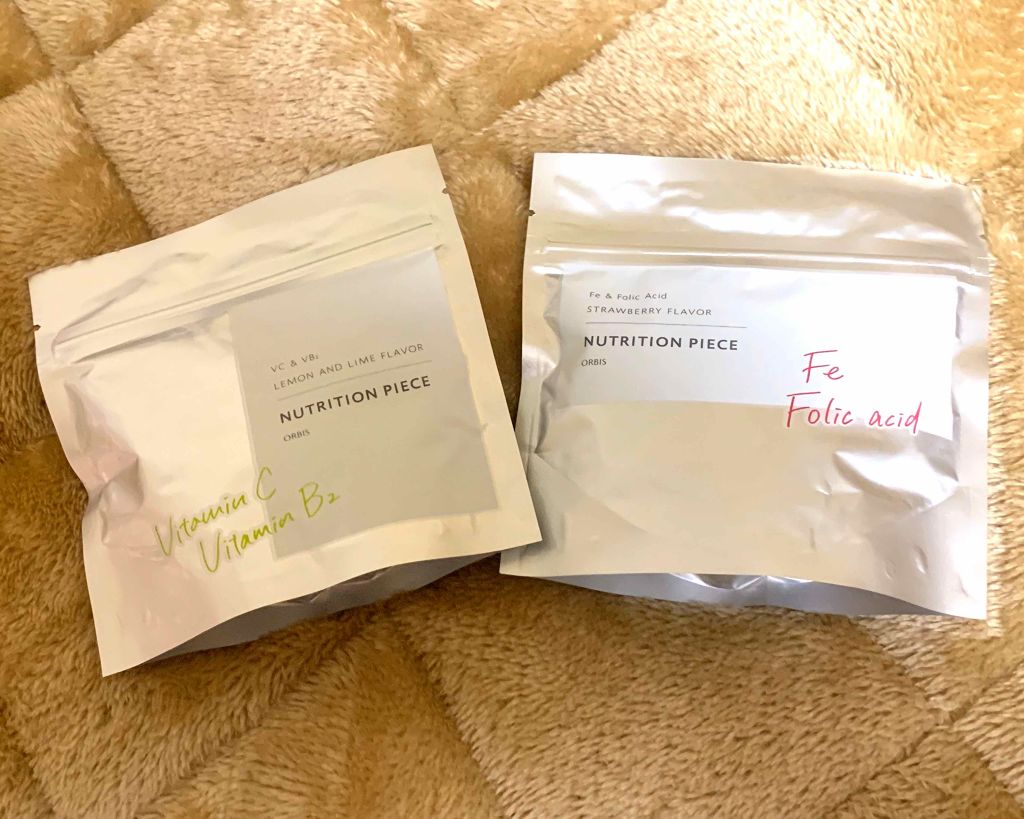 VC & VB₂
LEMON AND LIME FLAVOR
NUTRITION PIECE
ORBIS
Vitamin C
Vitamin B₂
Fe & Folic Acid
STRAWBERRY FLAVOR
NUTRITION PIECE
ORBIS
Fe
Folic acid